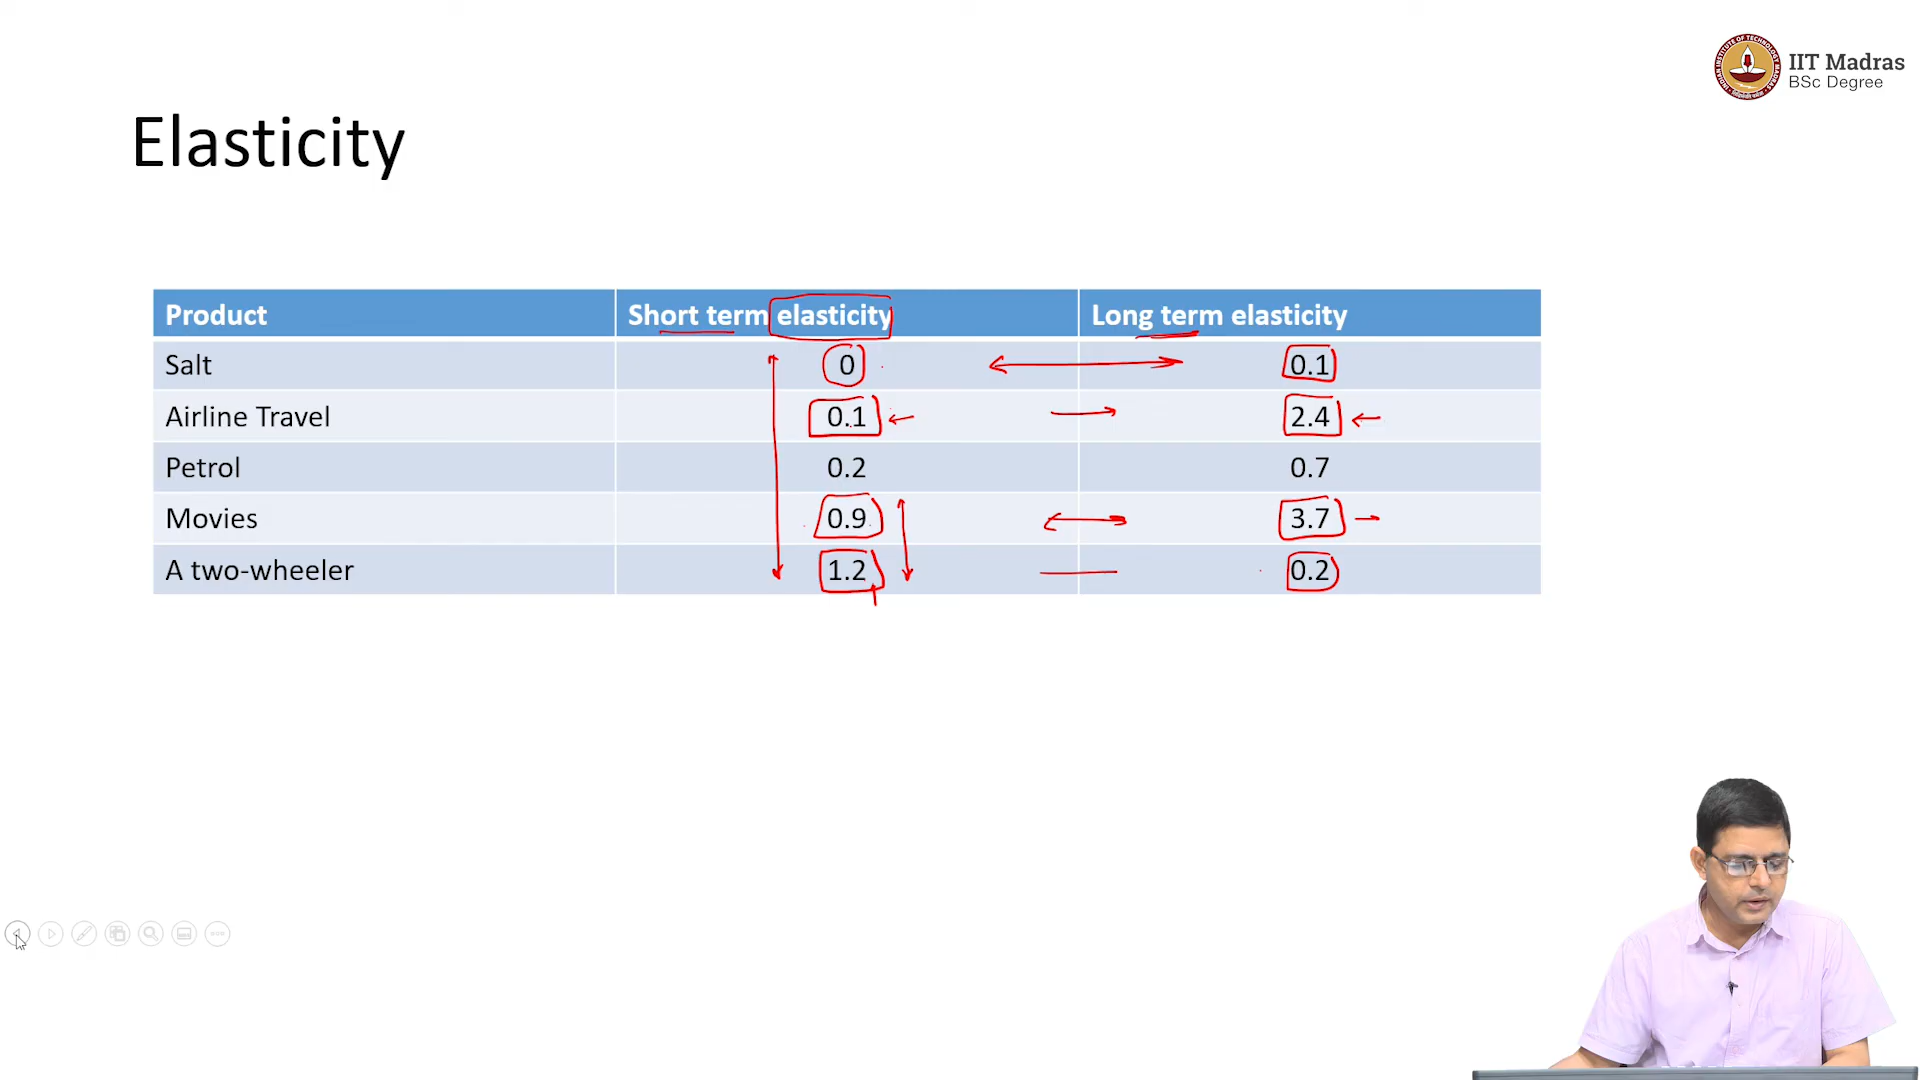 IIT Madras
BSc Degree
Elasticity
Product Short term elasticity Long term elasticity
Salt 0 0.1
Airline Travel 0.1 2.4
Petrol 0.2 0.7
Movies 0.9 3.7
A two-wheeler 1.2 0.2